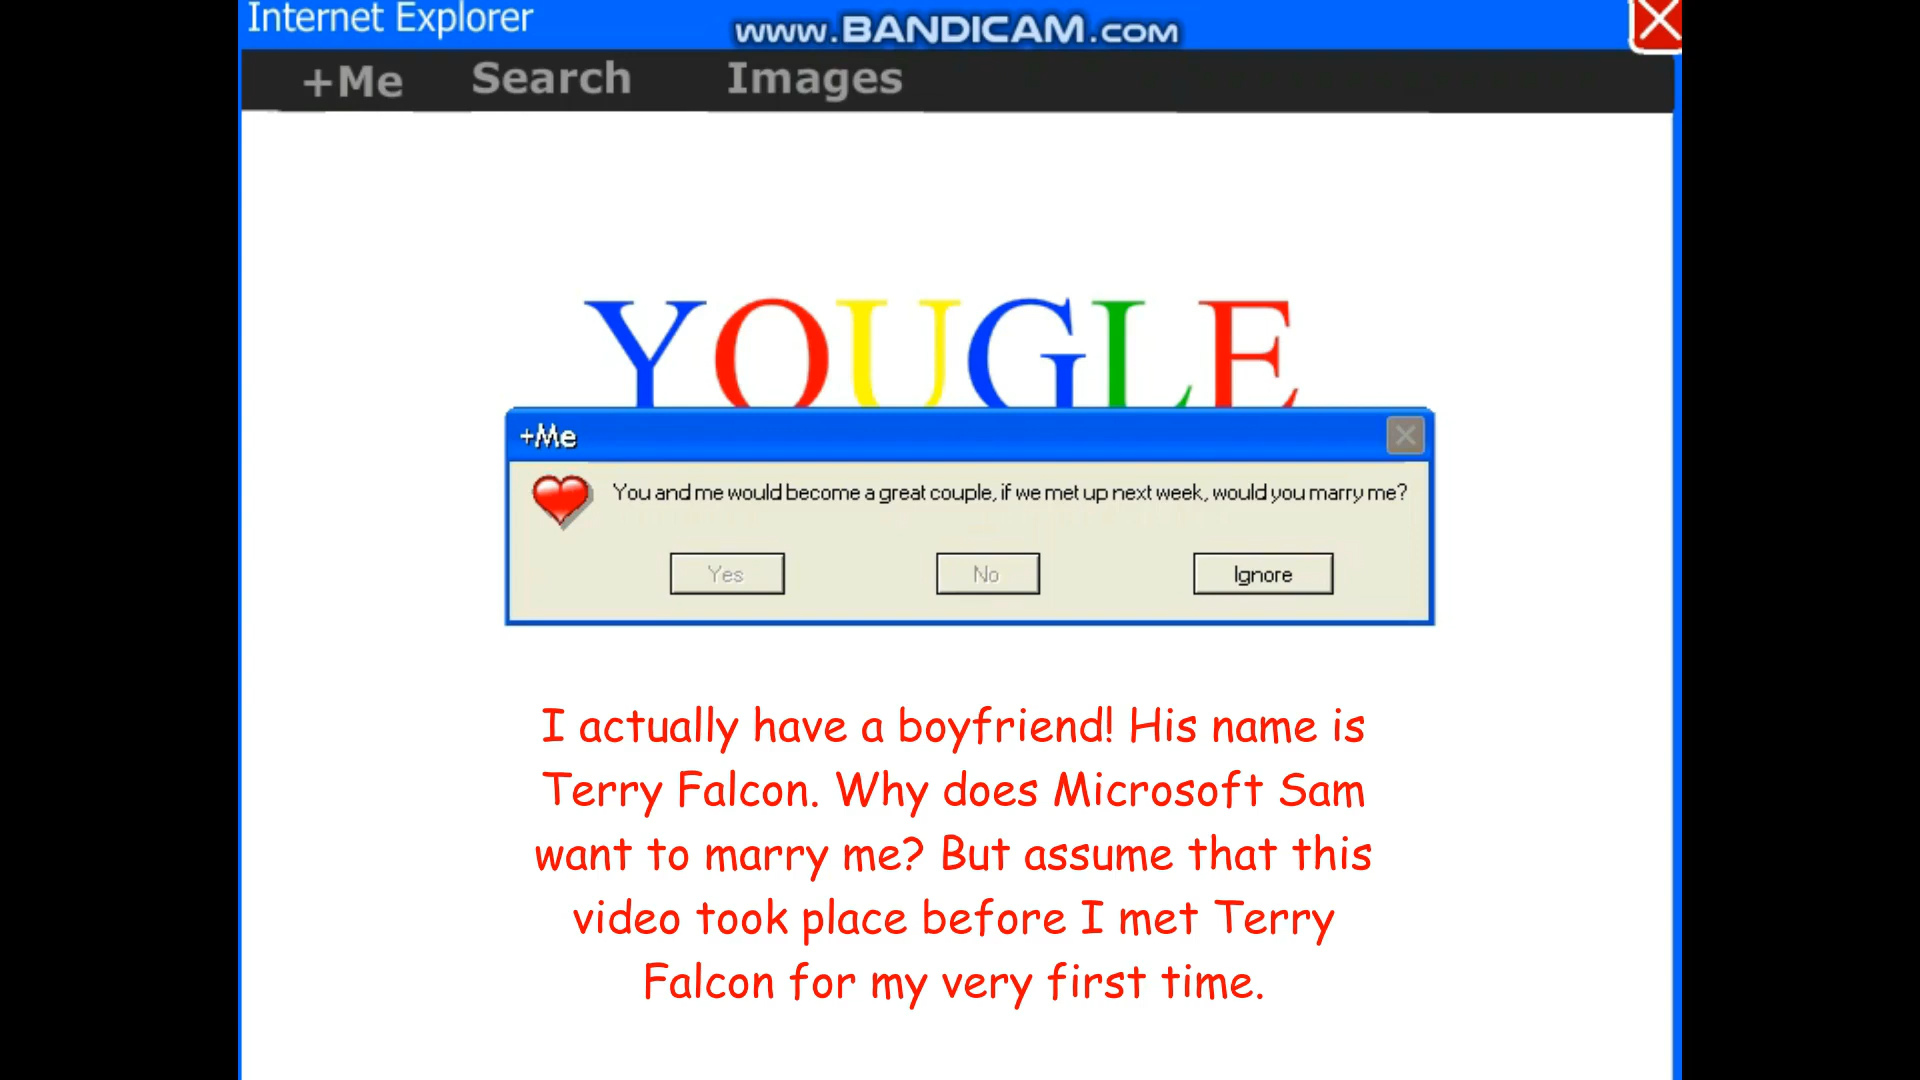 Internet Explorer
www.BANDICAM.com
+Me Search Images
YOUGLE
+Me
You and me would become a great couple, if we met up next week, would you marry me?
Yes No Ignore
I actually have a boyfriend! His name is
Terry Falcon. Why does Microsoft Sam
want to marry me? But assume that this
video took place before I met Terry
Falcon for my very first time.